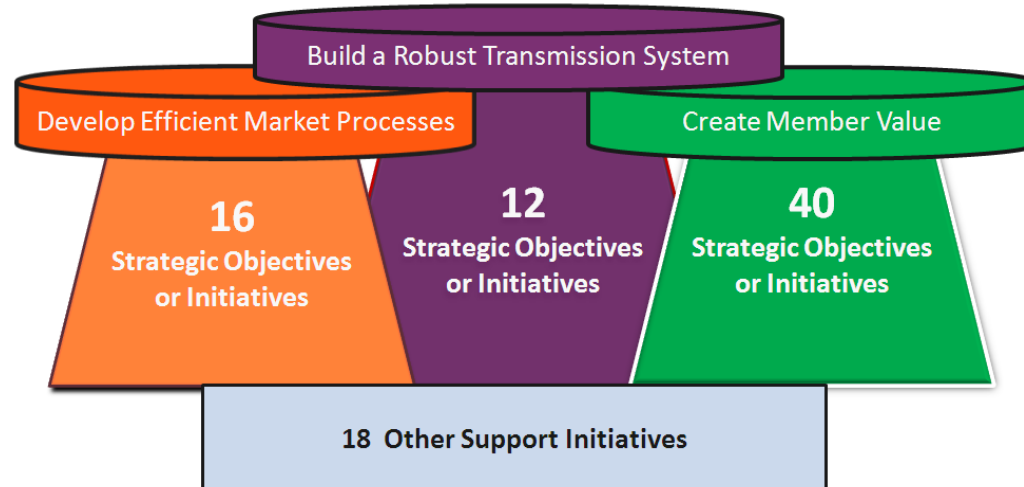 Build a Robust Transmission System
Develop Efficient Market Processes
Create Member Value
16
Strategic Objectives
or Initiatives
12
Strategic Objectives
or Initiatives
40
Strategic Objectives
or Initiatives
18 Other Support Initiatives